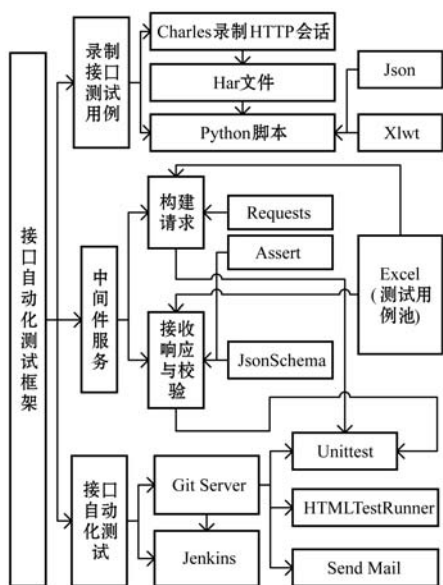 接口自动化测试框架
录制
接口
测试
用例
Charles录制HTTP会话
Har文件
Python脚本
Json
Xlwt
中间件服务
构建
请求
Requests
Assert
接收
响应
与校
验
JsonSchema
Excel
(测试用
例池)
接口
自动
化测
试
Git Server
Jenkins
Unittest
HTMLTestRunner
Send Mail